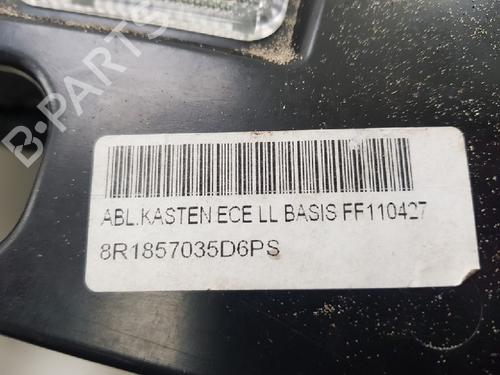 B-PARTS
ABL.KASTEN ECE LL BASIS FF110427
8R1857035D6PS